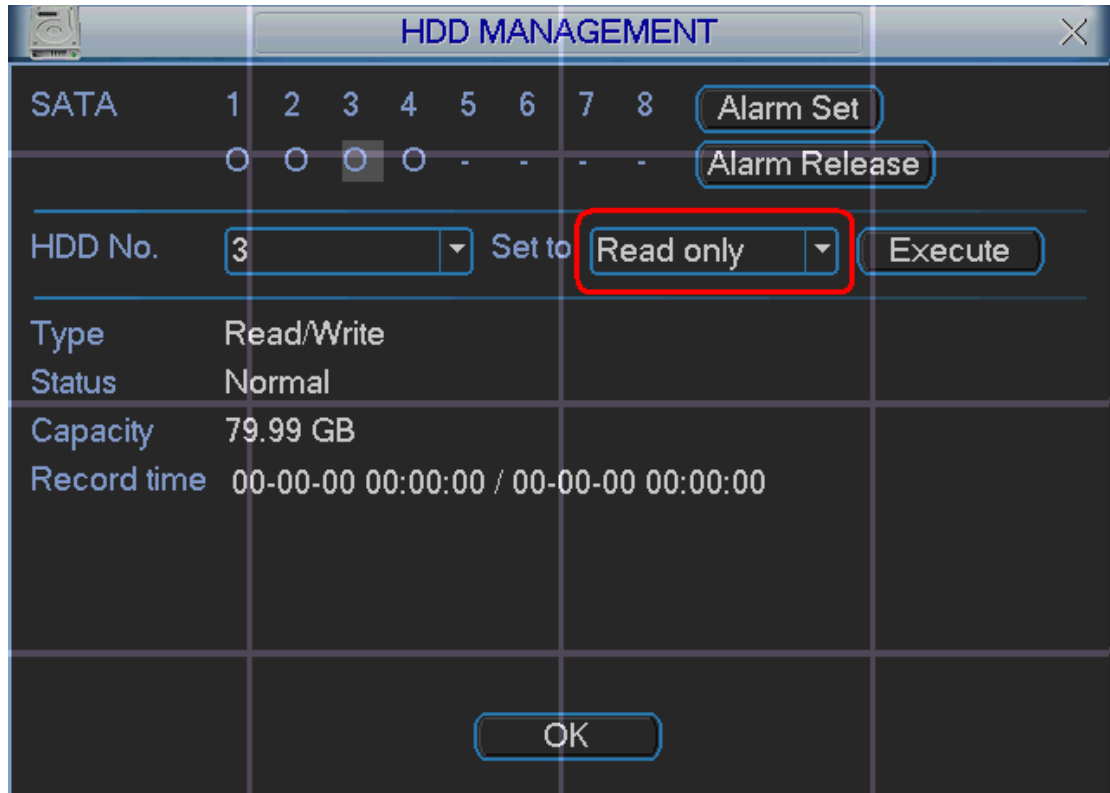 HDD MANAGEMENT
SATA 1 2 3 4 5 6 7 8 Alarm Set
O O O O - - - - Alarm Release
HDD No. 3 Set to Read only Execute
Type Read/Write
Status Normal
Capacity 79.99 GB
Record time 00-00-00 00:00:00 / 00-00-00 00:00:00
OK